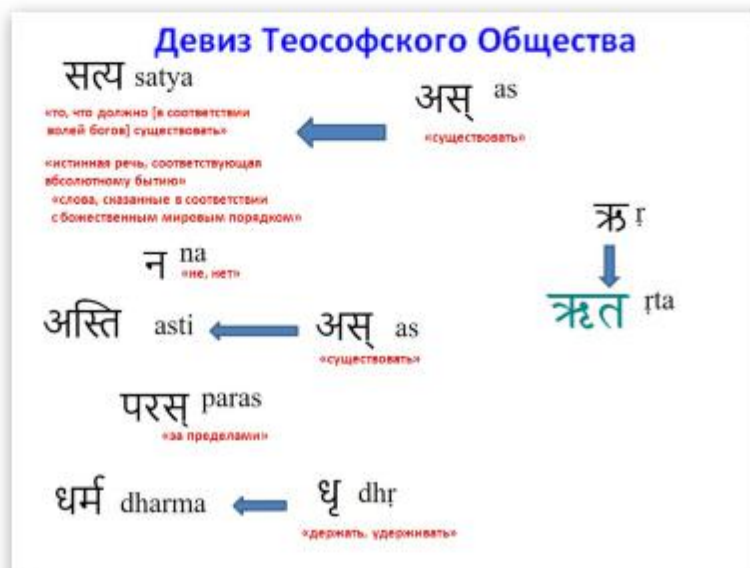 Девиз Теософского Общества
सत्य satya
«то, что должно [в соответствии
волей богов] существовать»
अस् as
«существовать»
«истинная речь, соответствующая
абсолютному бытию»
«слова, сказанные в соответствии
с божественным мировым порядком»
ऋ ṛ
ऋत ṛta
न na
«не, нет»
अस्ति asti
अस् as
«существовать»
परस् paras
«за пределами»
धर्म dharma
धृ dhṛ
«держать, удерживать»